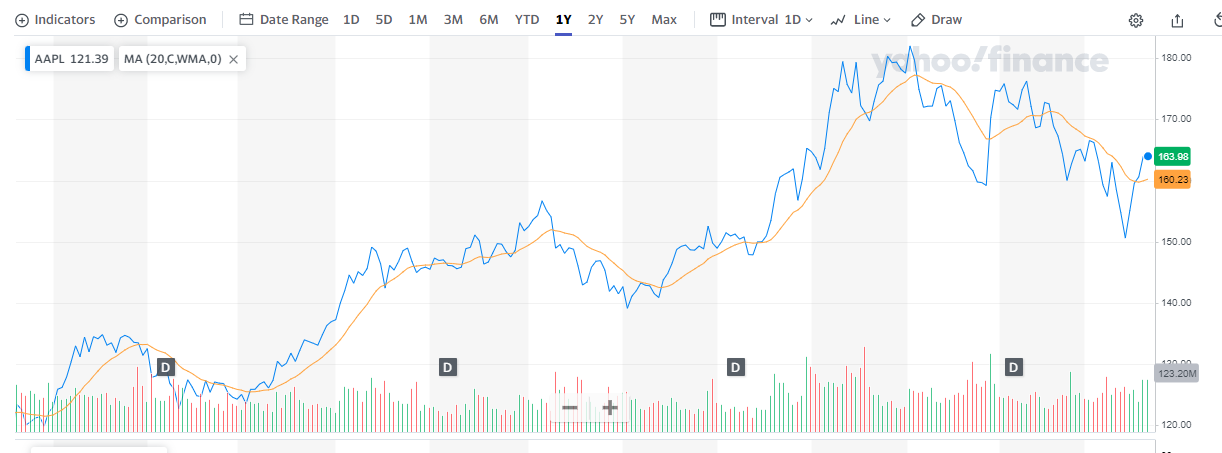 Indicators Comparison Date Range 1D 5D 1M 3M 6M YTD 1Y 2Y 5Y Max Interval 1D Line Draw
AAPL 121.39 MA (20,C,WMA,0) ×
yahoo!finance
180.00
170.00
163.98
160.23
150.00
140.00
130.00
D D D D
123.20M
120.00